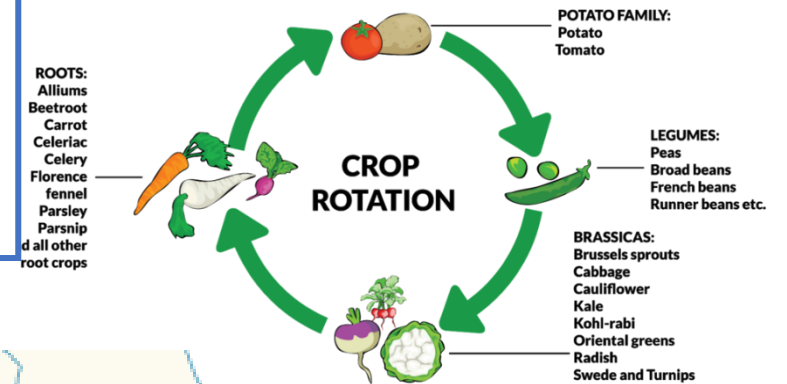 POTATO FAMILY:
Potato
Tomato
ROOTS:
Alliums
Beetroot
Carrot
Celeriac
Celery
Florence
fennel
Parsley
Parsnip
d all other
root crops
CROP
ROTATION
LEGUMES:
Peas
Broad beans
French beans
Runner beans etc.
BRASSICAS:
Brussels sprouts
Cabbage
Cauliflower
Kale
Kohl-rabi
Oriental greens
Radish
Swede and Turnips